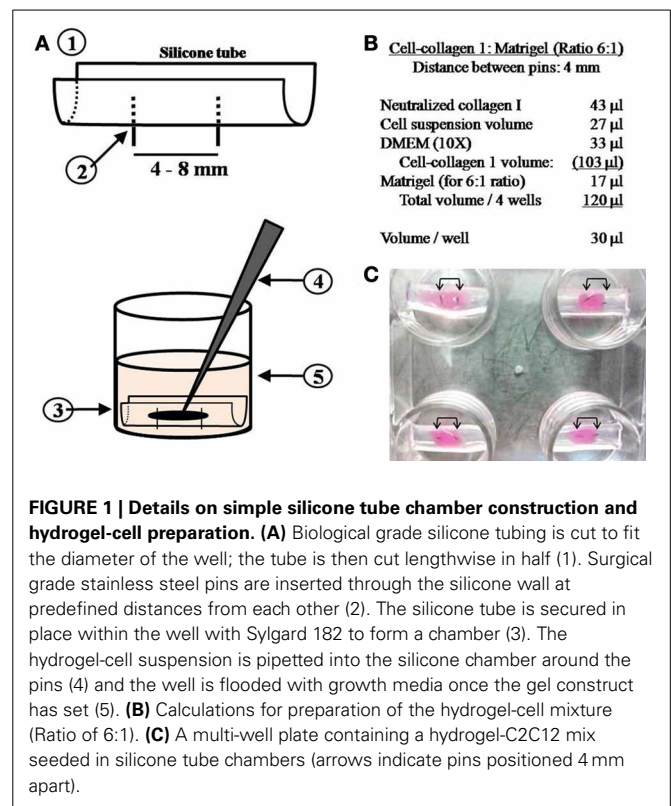 A
1
Silicone tube
2
4 - 8 mm
4
3
5
B
Cell-collagen 1: Matrigel (Ratio 6:1)
Distance between pins: 4 mm
Neutralized collagen I 43 µl
Cell suspension volume 27 µl
DMEM (10X) 33 µl
Cell-collagen 1 volume: (103 µl)
Matrigel (for 6:1 ratio) 17 µl
Total volume / 4 wells 120 µl
Volume / well 30 µl
C
FIGURE 1 | Details on simple silicone tube chamber construction and
hydrogel-cell preparation. (A) Biological grade silicone tubing is cut to fit
the diameter of the well; the tube is then cut lengthwise in half (1). Surgical
grade stainless steel pins are inserted through the silicone wall at
predefined distances from each other (2). The silicone tube is secured in
place within the well with Sylgard 182 to form a chamber (3). The
hydrogel-cell suspension is pipetted into the silicone chamber around the
pins (4) and the well is flooded with growth media once the gel construct
has set (5). (B) Calculations for preparation of the hydrogel-cell mixture
(Ratio of 6:1). (C) A multi-well plate containing a hydrogel-C2C12 mix
seeded in silicone tube chambers (arrows indicate pins positioned 4 mm
apart).